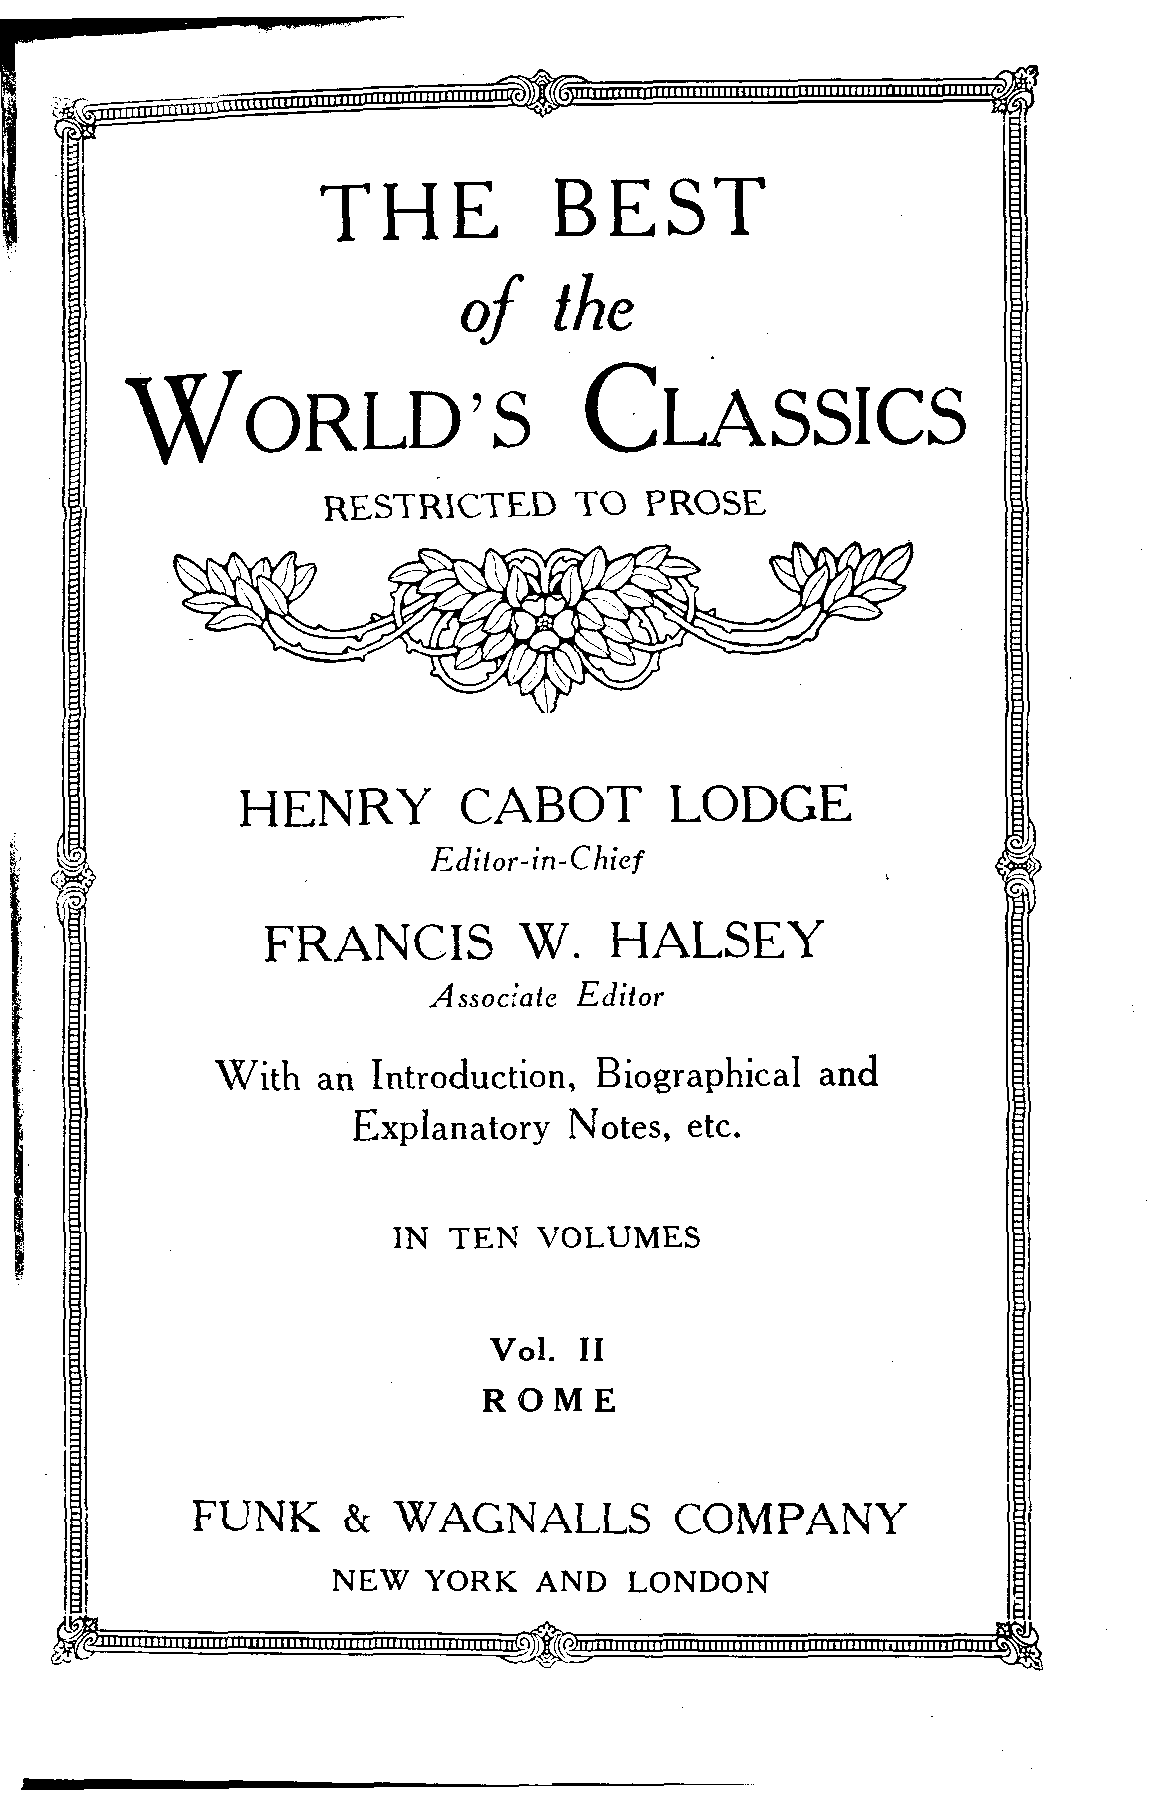 THE BEST
of the
WORLD'S CLASSICS
RESTRICTED TO PROSE
HENRY CABOT LODGE
Editor-in-Chief
FRANCIS W. HALSEY
Associate Editor
With an Introduction, Biographical and
Explanatory Notes, etc.
IN TEN VOLUMES
Vol. II
ROME
FUNK & WAGNALLS COMPANY
NEW YORK AND LONDON